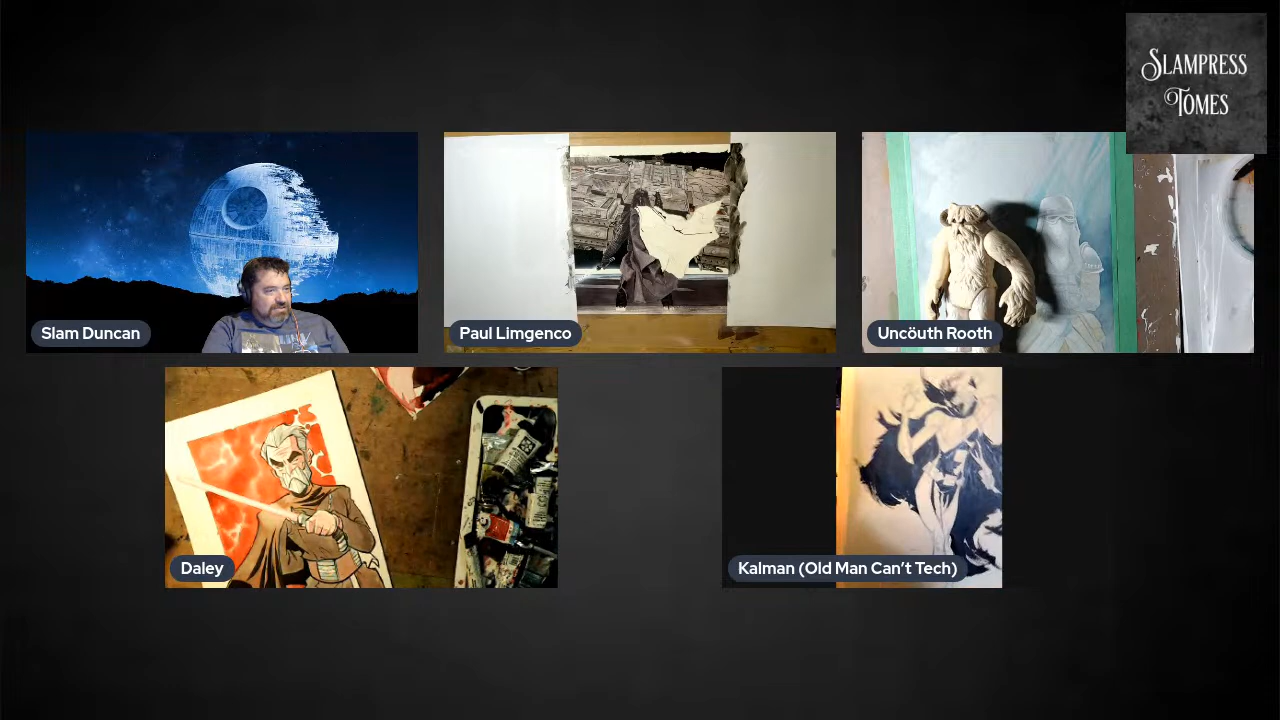 Slampress
Tomes
Slam Duncan
Paul Limgenco
Uncöuth Rooth
Daley
Kalman (Old Man Can't Tech)